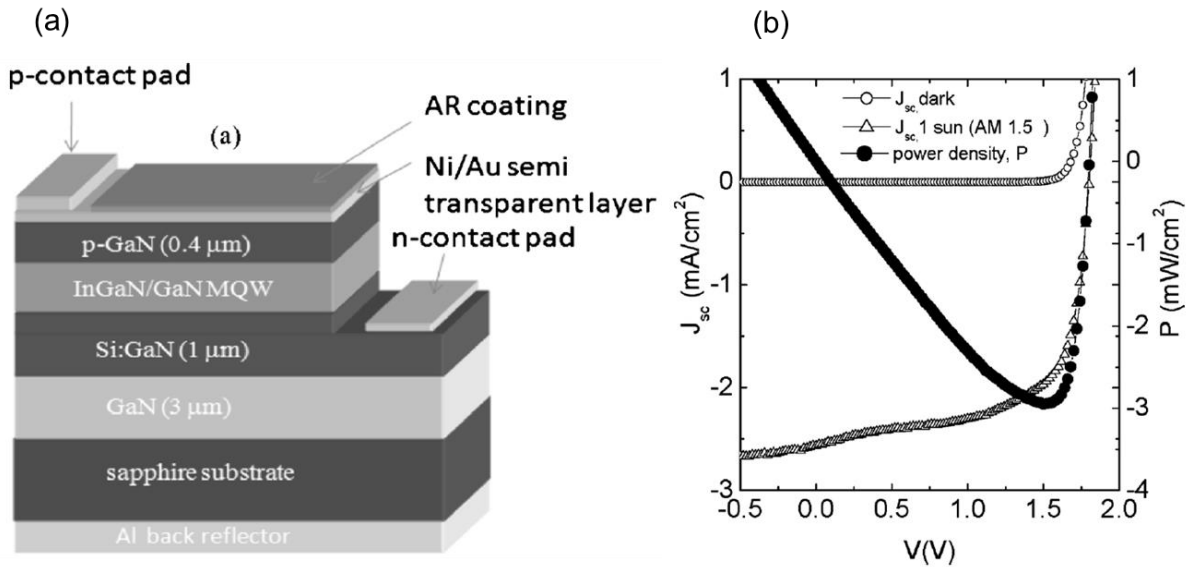 (a)
p-contact pad
(a)
AR coating
Ni/Au semi
transparent layer
n-contact pad
p-GaN (0.4 μm)
InGaN/GaN MQW
Si:GaN (1 μm)
GaN (3 μm)
sapphire substrate
Al back reflector
(b)
J_sc, dark
J_sc, 1 sun (AM 1.5 )
power density, P
J_sc (mA/cm²)
1
0
-1
-2
-3
P (mW/cm²)
1
0
-1
-2
-3
-4
-0.5 0.0 0.5 1.0 1.5 2.0
V(V)